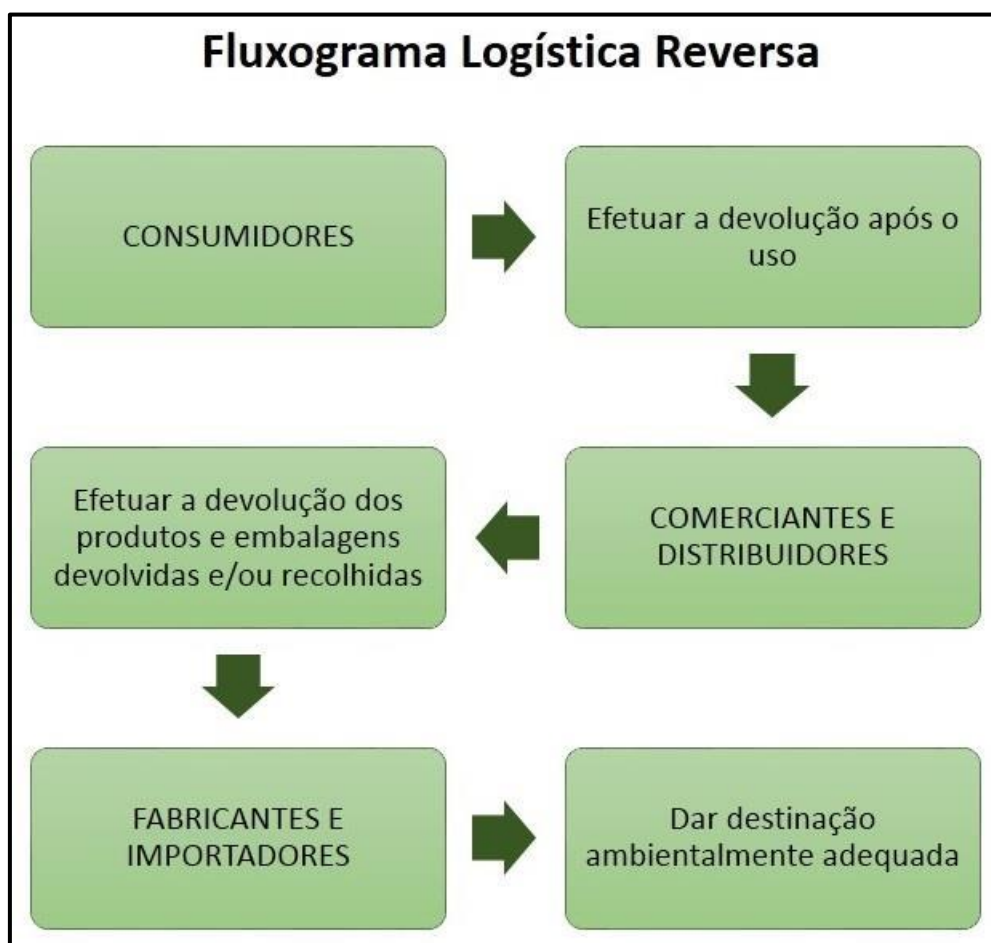 Fluxograma Logística Reversa
CONSUMIDORES
Efetuar a devolução após o
uso
COMERCIANTES E
DISTRIBUIDORES
Efetuar a devolução dos
produtos e embalagens
devolvidas e/ou recolhidas
FABRICANTES E
IMPORTADORES
Dar destinação
ambientalmente adequada